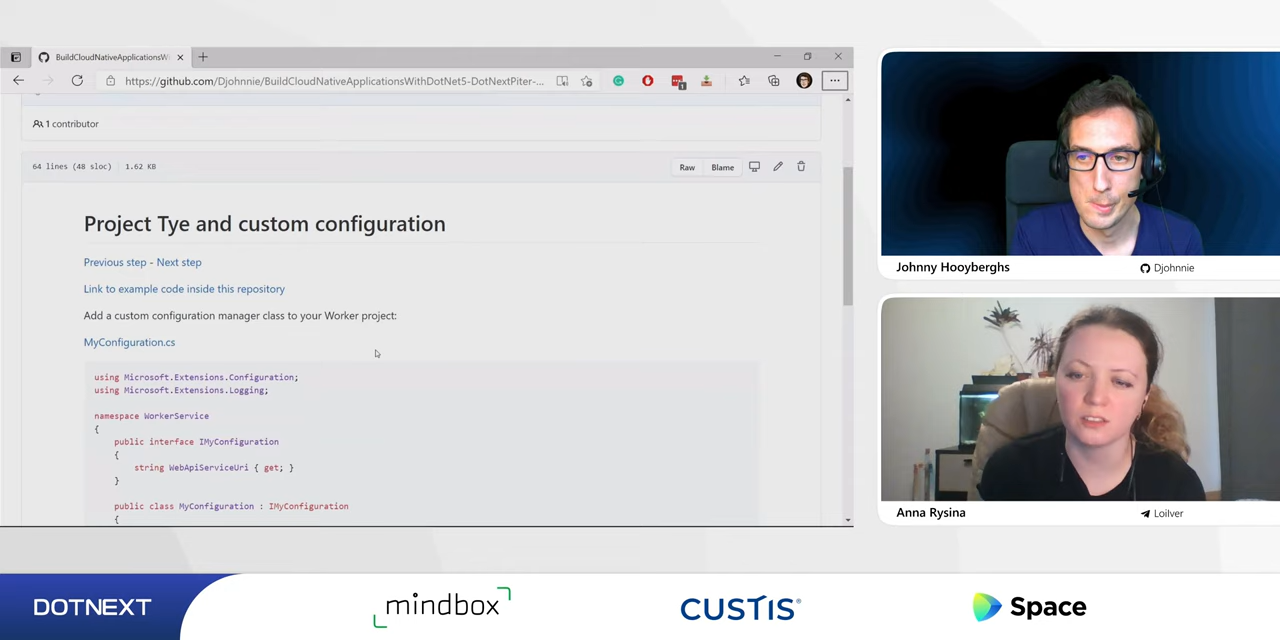 BuildCloudNativeApplicationsWi
https://github.com/Djohnnie/BuildCloudNativeApplicationsWithDotNet5-DotNextPiter-...
1
1 contributor
64 lines (48 sloc) 1.62 KB
Raw Blame
Project Tye and custom configuration
Previous step - Next step
Link to example code inside this repository
Add a custom configuration manager class to your Worker project:
MyConfiguration.cs
using Microsoft.Extensions.Configuration;
using Microsoft.Extensions.Logging;
namespace WorkerService
{
public interface IMyConfiguration
{
string WebApiServiceUri { get; }
}
public class MyConfiguration : IMyConfiguration
{
Johnny Hooyberghs
Djohnnie
Anna Rysina
Loilver
DOTNEXT
mindbox
CUSTIS®
Space